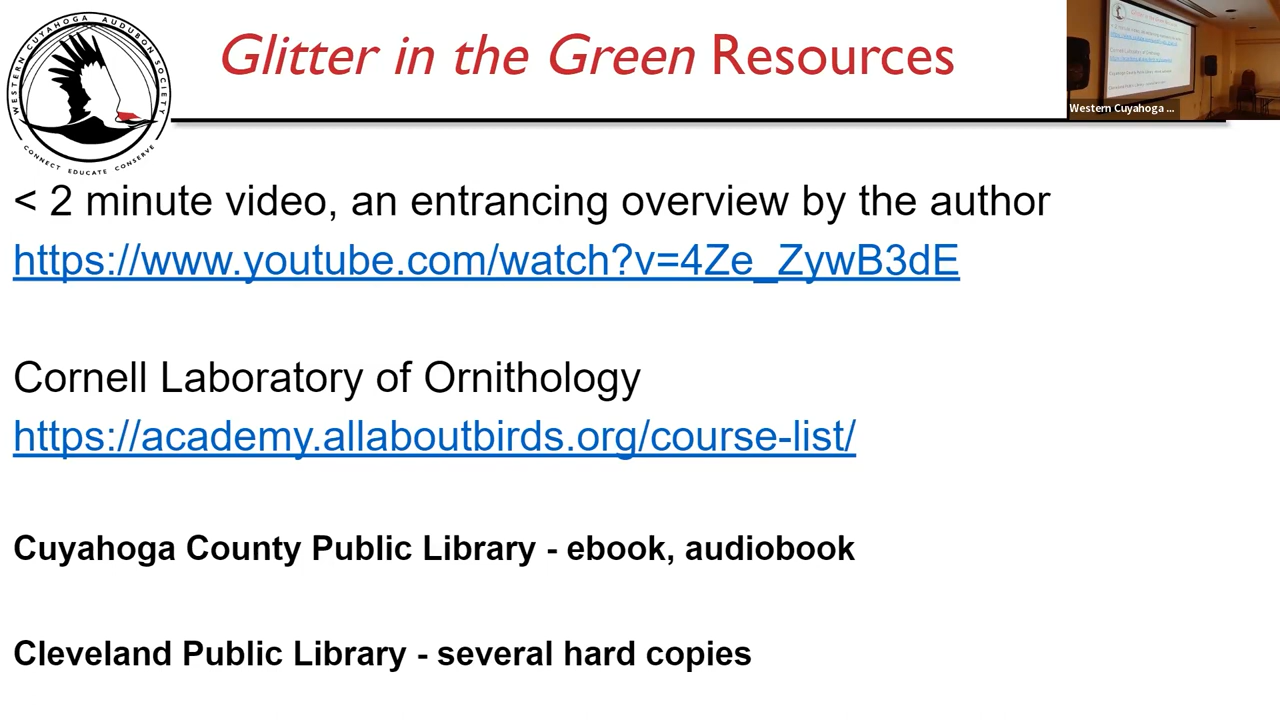 WESTERN CUYAHOGA AUDUBON SOCIETY
CONNECT EDUCATE CONSERVE
Glitter in the Green Resources
Western Cuyahoga ...
< 2 minute video, an entrancing overview by the author
https://www.youtube.com/watch?v=4Ze_ZywB3dE
Cornell Laboratory of Ornithology
https://academy.allaboutbirds.org/course-list/
Cuyahoga County Public Library - ebook, audiobook
Cleveland Public Library - several hard copies